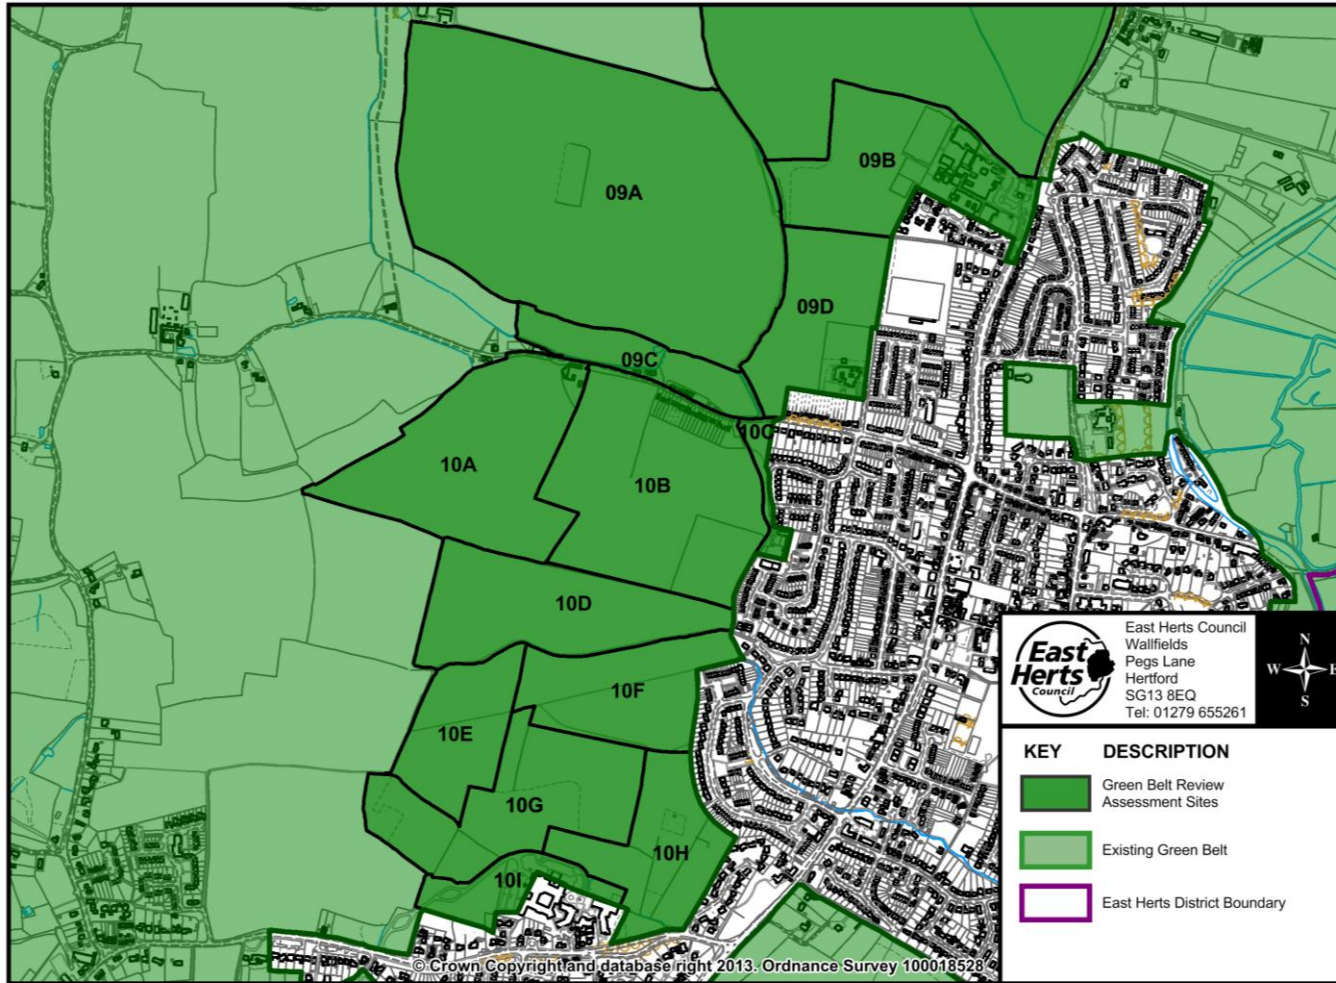 09A
09B
09D
09C
10C
10A
10B
10D
10F
10E
10G
10H
10I
East Herts Council
East Herts Council
Wallfields
Pegs Lane
Hertford
SG13 8EQ
Tel: 01279 655261
N
W
E
S
KEY DESCRIPTION
Green Belt Review
Assessment Sites
Existing Green Belt
East Herts District Boundary
© Crown Copyright and database right 2013. Ordnance Survey 100018528